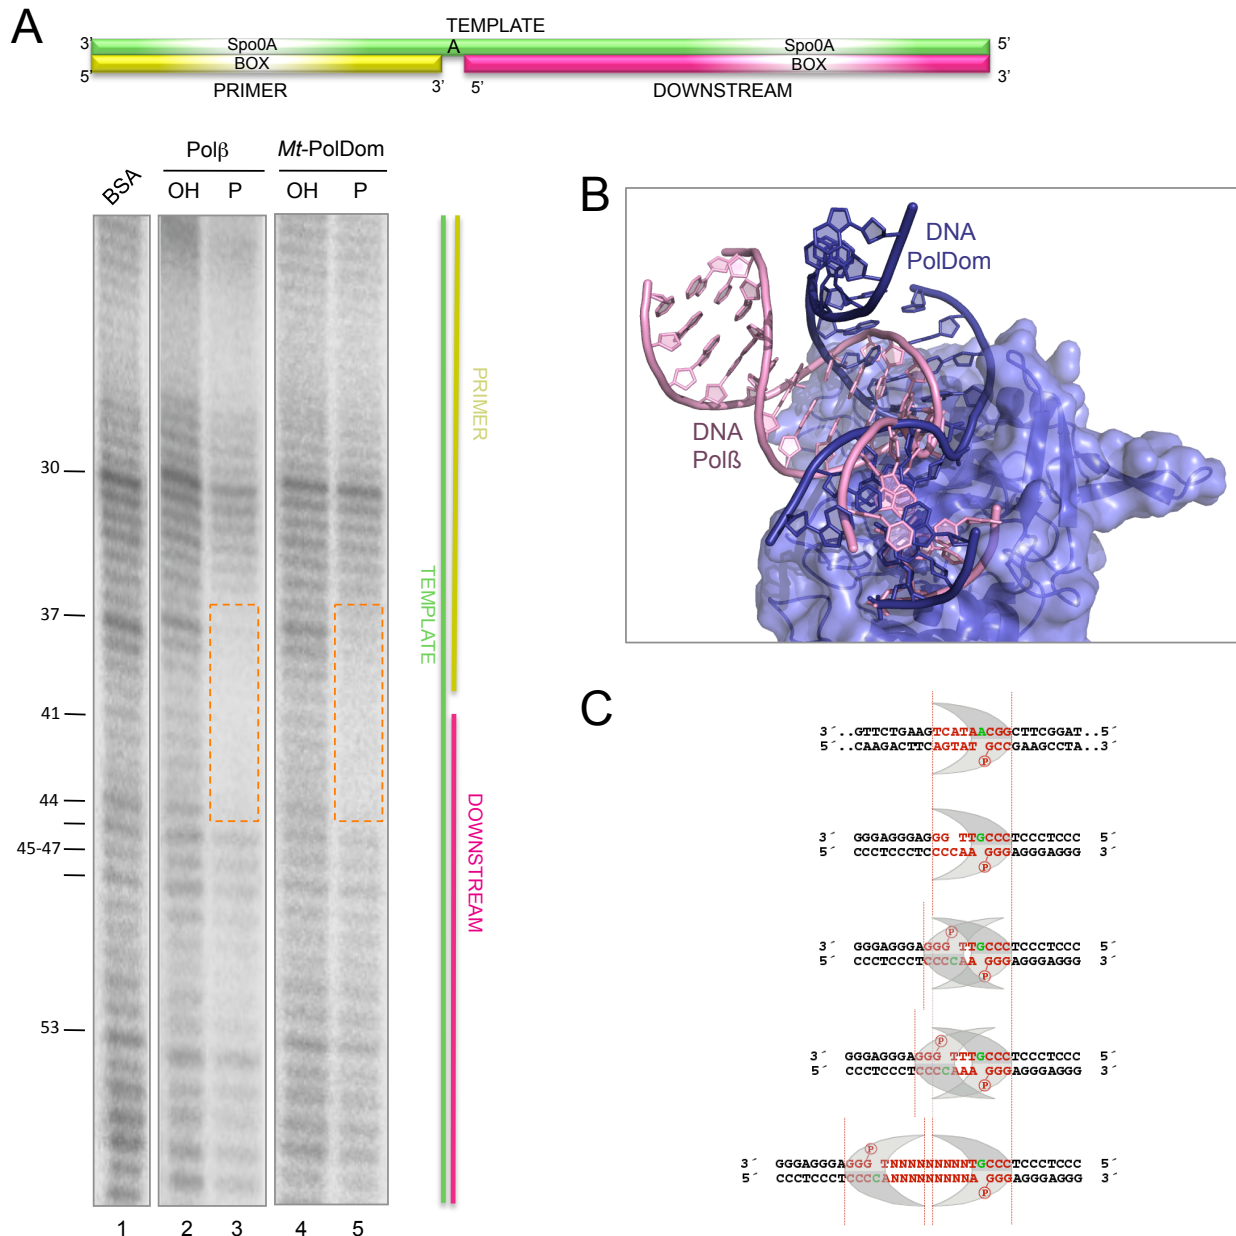 A
TEMPLATE
3’ Spo0A A Spo0A 5’
5’ BOX 3’ 5’ BOX 3’
PRIMER DOWNSTREAM
BSA
Polβ Mt-PolDom
OH P OH P
30
37
41
44
45-47
53
1 2 3 4 5
TEMPLATE
PRIMER
DOWNSTREAM
B
DNA
PolDom
DNA
Polß
C
3´..GTTCTGAAGTCATAACGGCTTCGGAT..5´
5´..CAAGACTTCAGTAT GCCGAAGCCTA..3´
P
3´ GGGAGGGAGGG TTGCCCTCCCTCCC 5´
5´ CCCTCCCTCCCCAA GGGAGGGAGGG 3´
P
P
3´ GGGAGGGAGGG TTGCCCTCCCTCCC 5´
5´ CCCTCCCTCCCCAA GGGAGGGAGGG 3´
P
P
3´ GGGAGGGAGGG TTTGCCCTCCCTCCC 5´
5´ CCCTCCCTCCCCAAA GGGAGGGAGGG 3´
P
P
3´ GGGAGGGAGGG TNNNNNNNNNTGCCCTCCCTCCC 5´
5´ CCCTCCCTCCCCANNNNNNNNNA GGGAGGGAGGG 3´
P